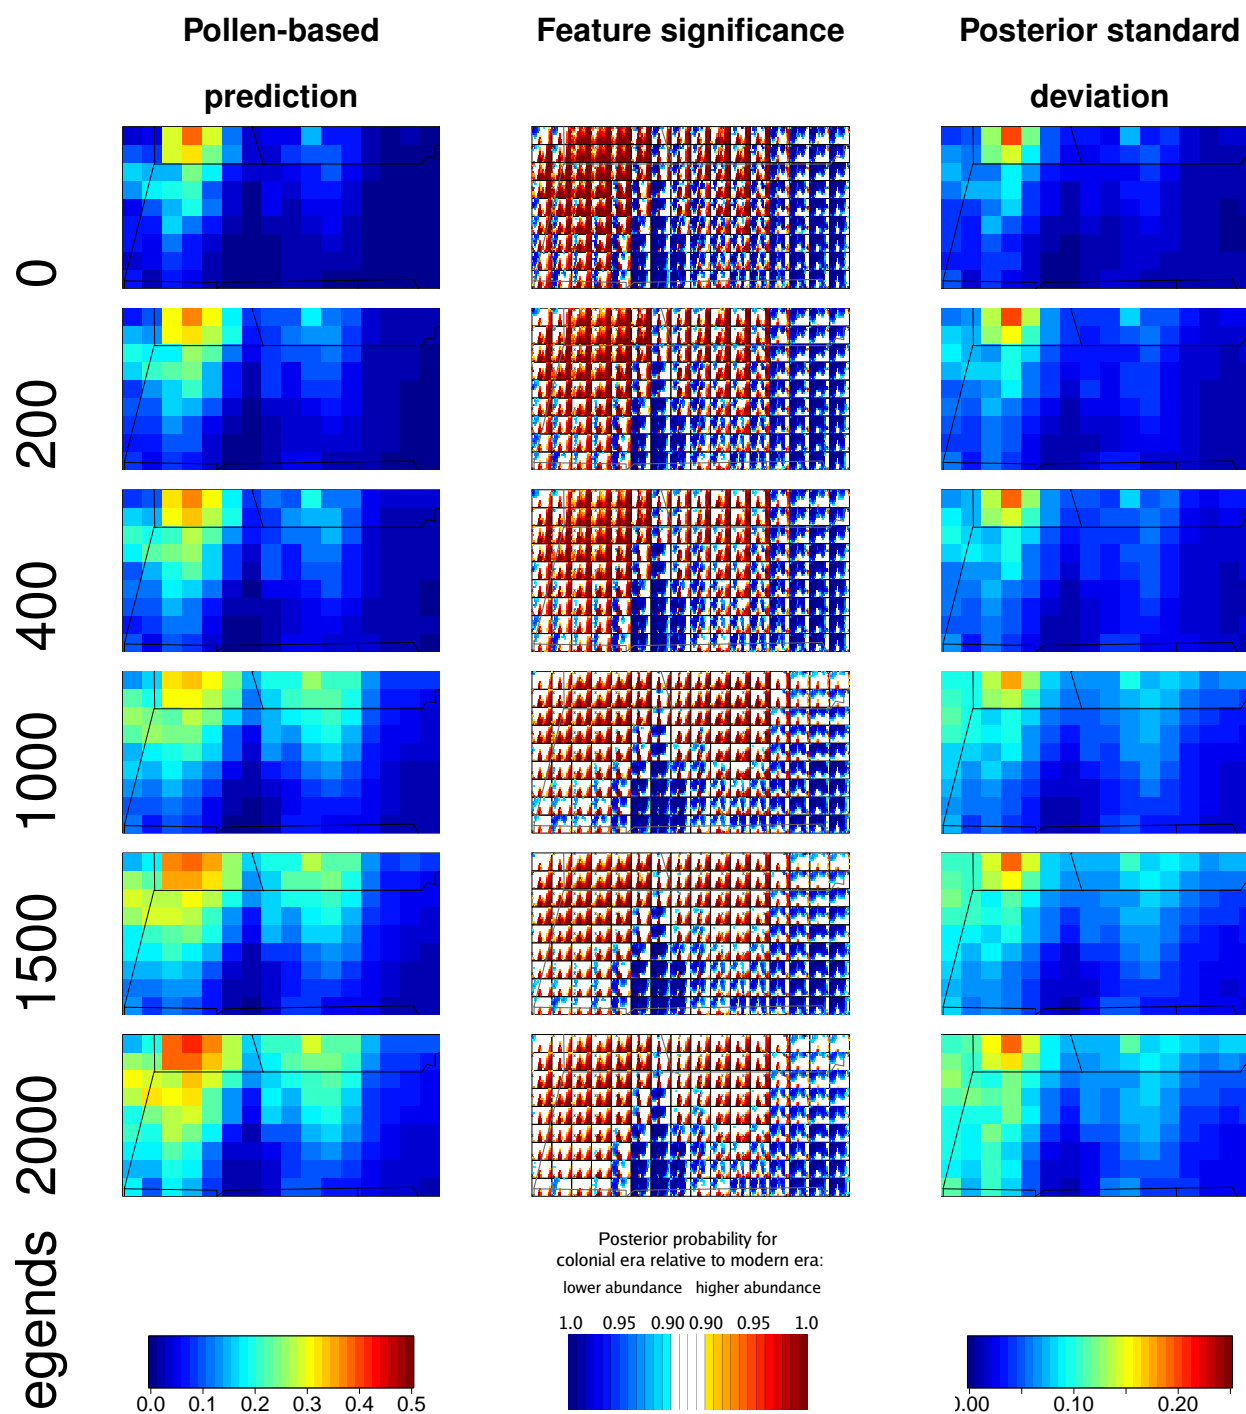 Pollen-based
prediction
Feature significance
Posterior standard
deviation
0
200
400
1000
1500
2000
egends
Posterior probability for
colonial era relative to modern era:
lower abundance higher abundance
1.0 0.95 0.90 0.90 0.95 1.0
0.0 0.1 0.2 0.3 0.4 0.5
0.00 0.10 0.20